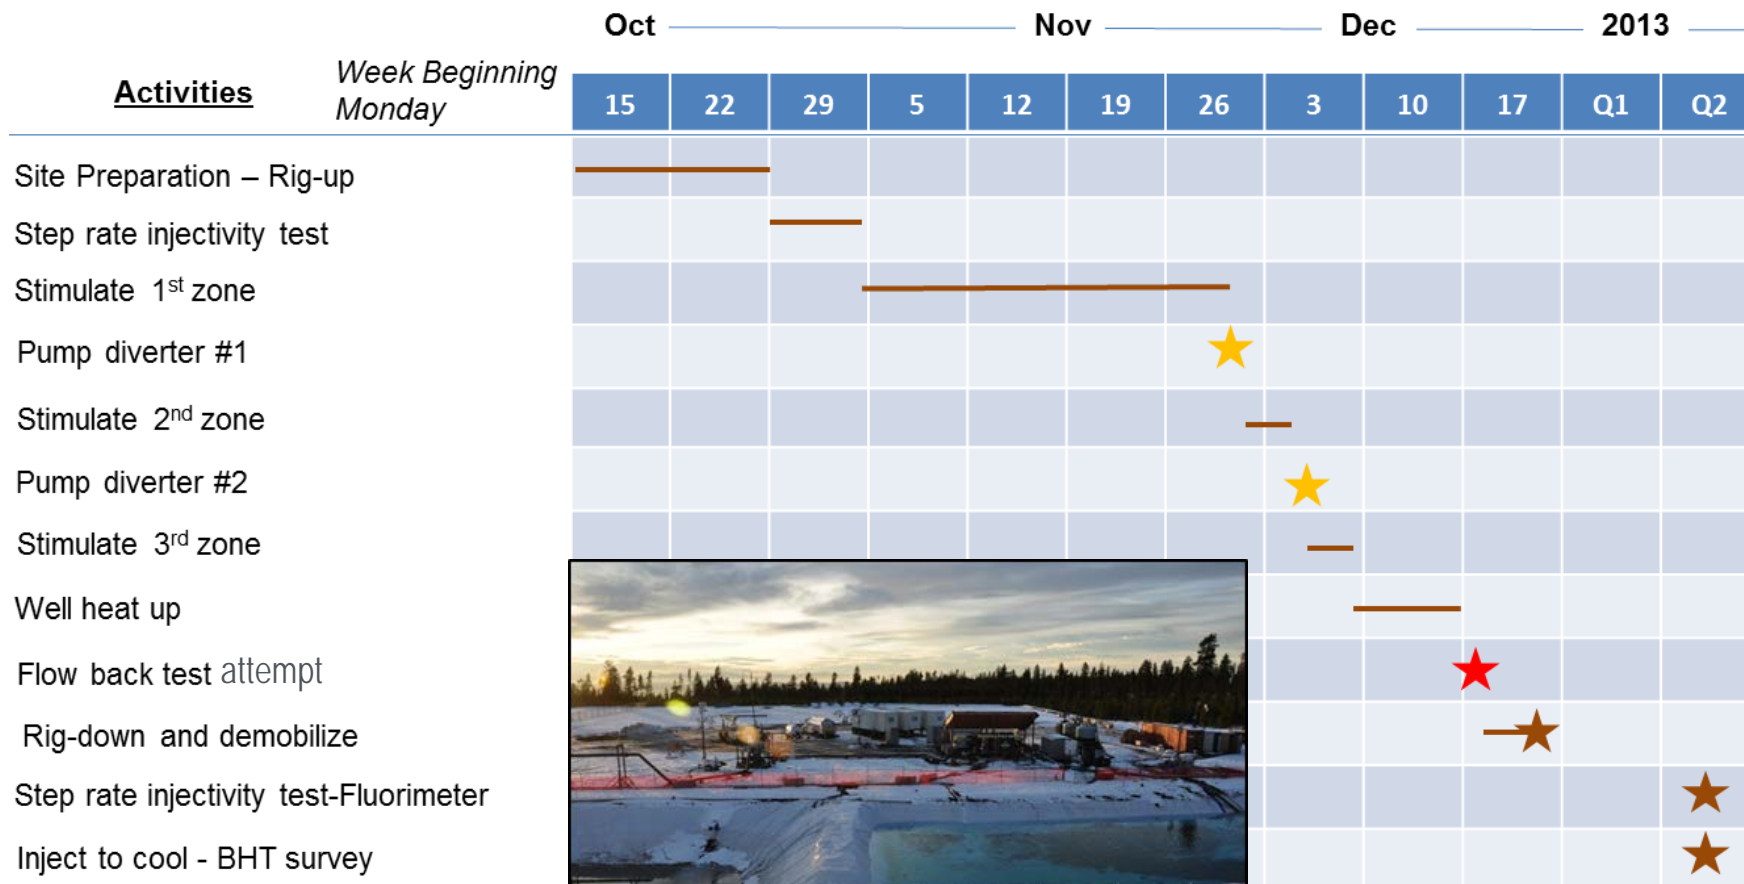 Oct Nov Dec 2013
Activities
Week Beginning
Monday
15 22 29 5 12 19 26 3 10 17 Q1 Q2
Site Preparation – Rig-up
Step rate injectivity test
Stimulate 1st zone
Pump diverter #1
Stimulate 2nd zone
Pump diverter #2
Stimulate 3rd zone
Well heat up
Flow back test attempt
Rig-down and demobilize
Step rate injectivity test-Fluorimeter
Inject to cool - BHT survey